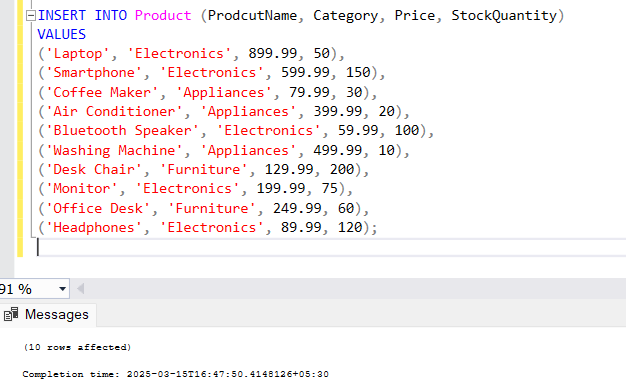 INSERT INTO Product (ProdcutName, Category, Price, StockQuantity)
VALUES
('Laptop', 'Electronics', 899.99, 50),
('Smartphone', 'Electronics', 599.99, 150),
('Coffee Maker', 'Appliances', 79.99, 30),
('Air Conditioner', 'Appliances', 399.99, 20),
('Bluetooth Speaker', 'Electronics', 59.99, 100),
('Washing Machine', 'Appliances', 499.99, 10),
('Desk Chair', 'Furniture', 129.99, 200),
('Monitor', 'Electronics', 199.99, 75),
('Office Desk', 'Furniture', 249.99, 60),
('Headphones', 'Electronics', 89.99, 120);
91 %
Messages
(10 rows affected)
Completion time: 2025-03-15T16:47:50.4148126+05:30